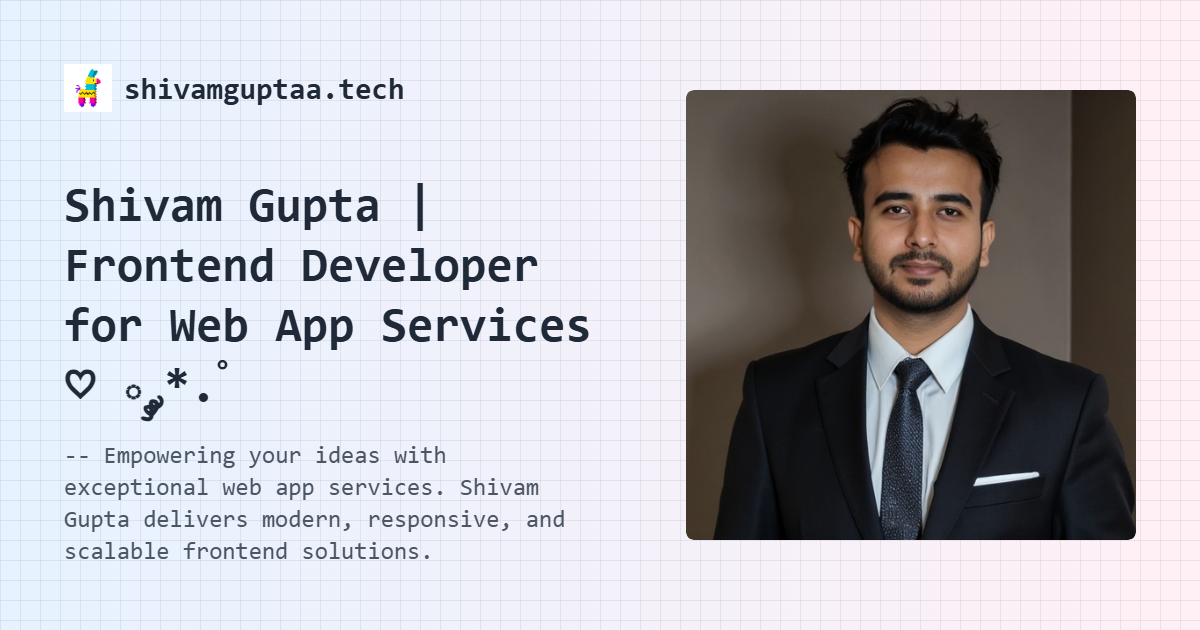 shivamguptaa.tech
Shivam Gupta |
Frontend Developer
for Web App Services
♡ ༘*.ﾟ
-- Empowering your ideas with
exceptional web app services. Shivam
Gupta delivers modern, responsive, and
scalable frontend solutions.